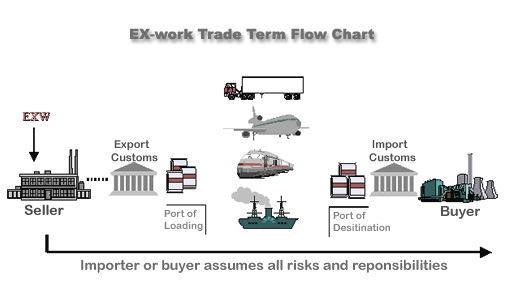 EX-work Trade Term Flow Chart
EXW
Export
Customs
Import
Customs
Seller
Port of
Loading
Port of
Desitination
Buyer
Importer or buyer assumes all risks and reponsibilities